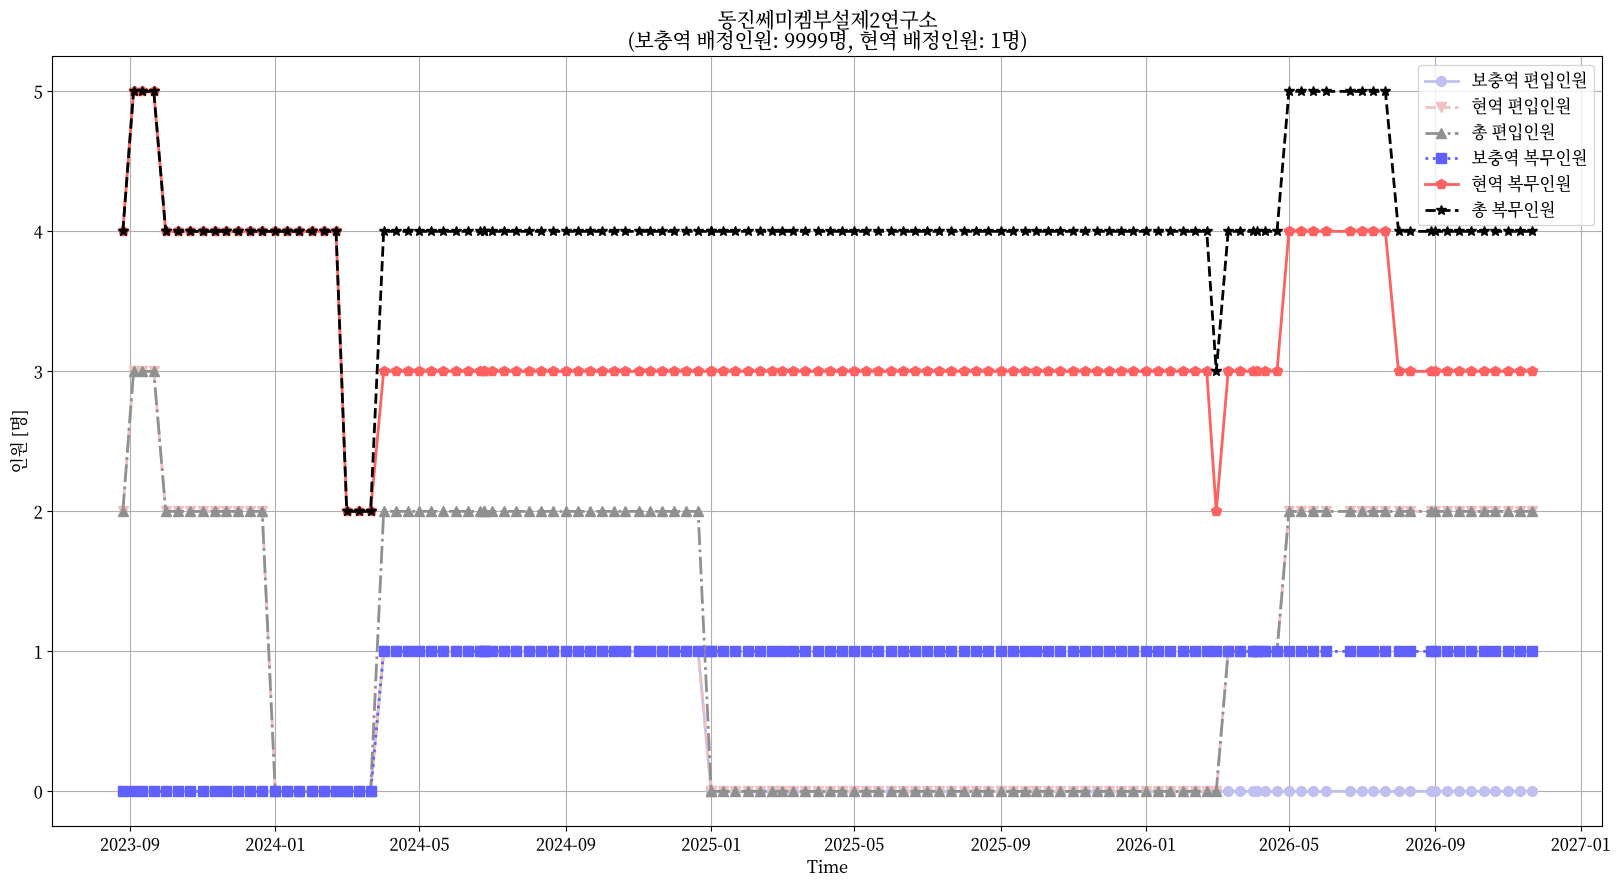 동진쎄미켐부설제2연구소
(보충역 배정인원: 9999명, 현역 배정인원: 1명)
보충역 편입인원
현역 편입인원
총 편입인원
보충역 복무인원
현역 복무인원
총 복무인원
인원 [명]
5
4
3
2
1
0
2023-09
2024-01
2024-05
2024-09
2025-01
2025-05
2025-09
2026-01
2026-05
2026-09
2027-01
Time